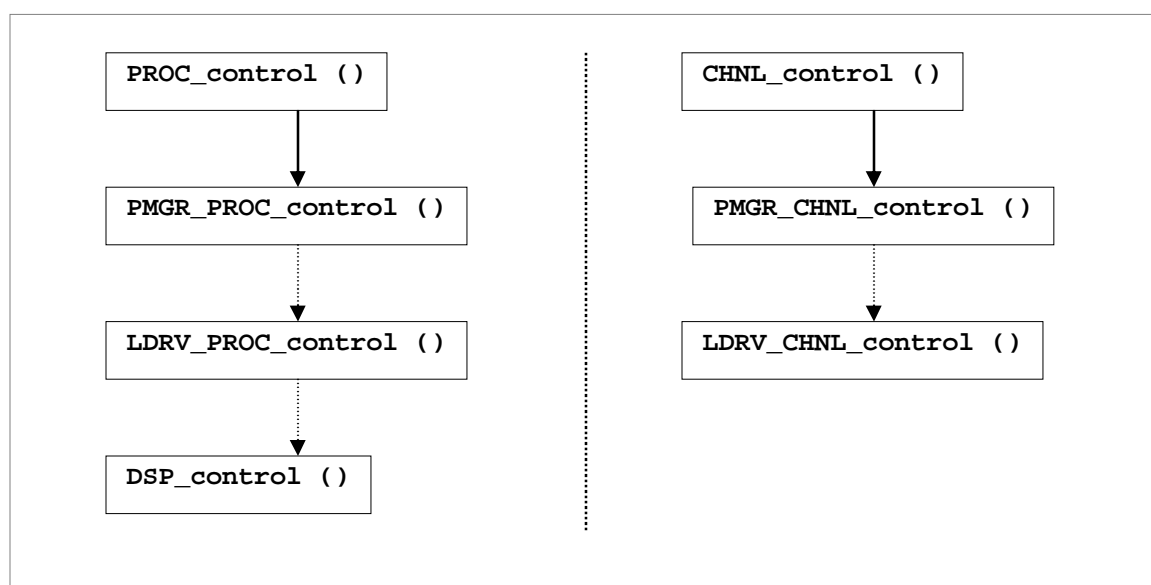 PROC_control ()
PMGR_PROC_control ()
LDRV_PROC_control ()
DSP_control ()
CHNL_control ()
PMGR_CHNL_control ()
LDRV_CHNL_control ()